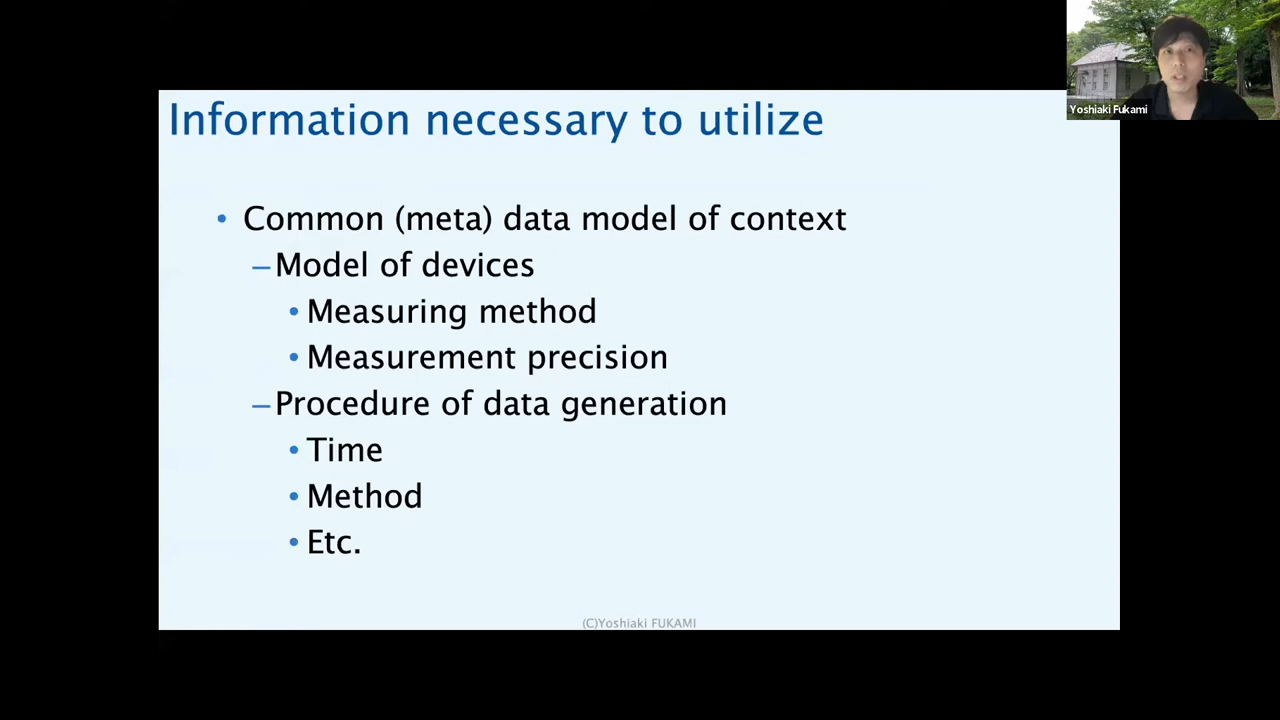 Information necessary to utilize
Yoshiaki Fukami
• Common (meta) data model of context
–Model of devices
• Measuring method
• Measurement precision
–Procedure of data generation
• Time
• Method
• Etc.
(C)Yoshiaki FUKAMI